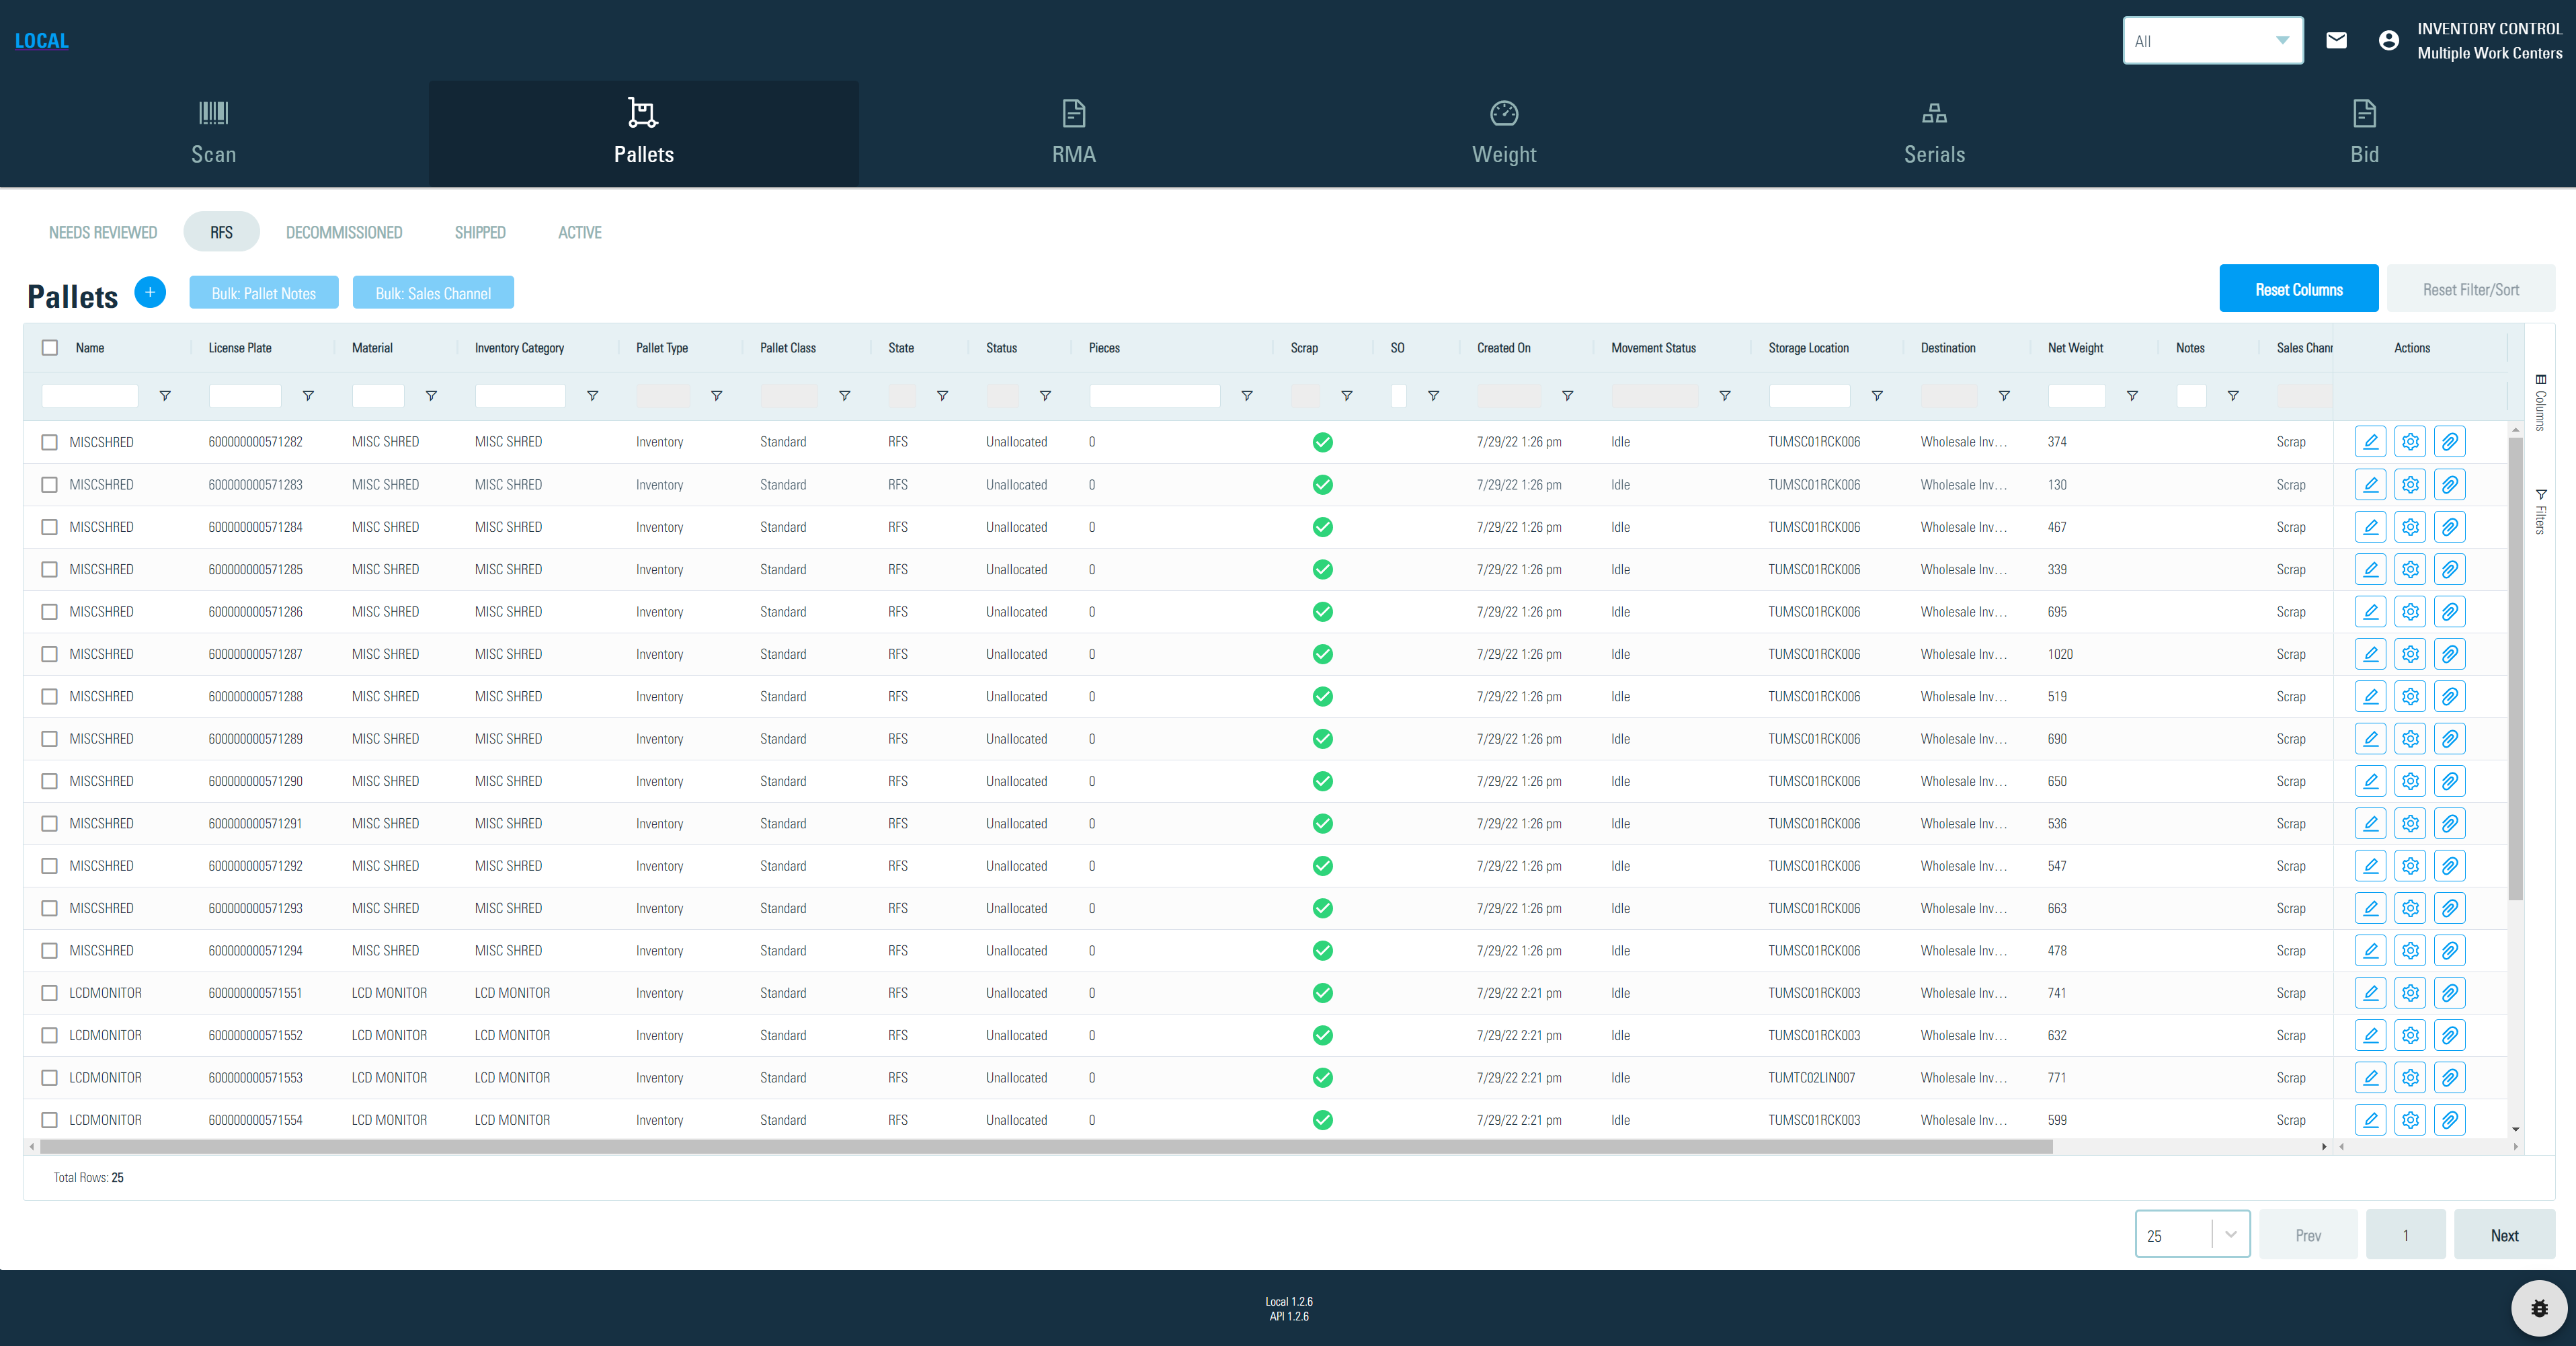 LOCAL
All
INVENTORY CONTROL
Multiple Work Centers
Scan
Pallets
RMA
Weight
Serials
Bid
NEEDS REVIEWED RFS DECOMMISSIONED SHIPPED ACTIVE
Pallets + Bulk: Pallet Notes Bulk: Sales Channel Reset Columns Reset Filter/Sort
Name License Plate Material Inventory Category Pallet Type Pallet Class State Status Pieces Scrap SO Created On Movement Status Storage Location Destination Net Weight Notes Sales Chan Actions
Columns
Filters
MISCSHRED 600000000571282 MISC SHRED MISC SHRED Inventory Standard RFS Unallocated 0 7/29/22 1:26 pm Idle TUMSC01RCK006 Wholesale Inv... 374 Scrap
MISCSHRED 600000000571283 MISC SHRED MISC SHRED Inventory Standard RFS Unallocated 0 7/29/22 1:26 pm Idle TUMSC01RCK006 Wholesale Inv... 130 Scrap
MISCSHRED 600000000571284 MISC SHRED MISC SHRED Inventory Standard RFS Unallocated 0 7/29/22 1:26 pm Idle TUMSC01RCK006 Wholesale Inv... 467 Scrap
MISCSHRED 600000000571285 MISC SHRED MISC SHRED Inventory Standard RFS Unallocated 0 7/29/22 1:26 pm Idle TUMSC01RCK006 Wholesale Inv... 339 Scrap
MISCSHRED 600000000571286 MISC SHRED MISC SHRED Inventory Standard RFS Unallocated 0 7/29/22 1:26 pm Idle TUMSC01RCK006 Wholesale Inv... 695 Scrap
MISCSHRED 600000000571287 MISC SHRED MISC SHRED Inventory Standard RFS Unallocated 0 7/29/22 1:26 pm Idle TUMSC01RCK006 Wholesale Inv... 1020 Scrap
MISCSHRED 600000000571288 MISC SHRED MISC SHRED Inventory Standard RFS Unallocated 0 7/29/22 1:26 pm Idle TUMSC01RCK006 Wholesale Inv... 519 Scrap
MISCSHRED 600000000571289 MISC SHRED MISC SHRED Inventory Standard RFS Unallocated 0 7/29/22 1:26 pm Idle TUMSC01RCK006 Wholesale Inv... 690 Scrap
MISCSHRED 600000000571290 MISC SHRED MISC SHRED Inventory Standard RFS Unallocated 0 7/29/22 1:26 pm Idle TUMSC01RCK006 Wholesale Inv... 650 Scrap
MISCSHRED 600000000571291 MISC SHRED MISC SHRED Inventory Standard RFS Unallocated 0 7/29/22 1:26 pm Idle TUMSC01RCK006 Wholesale Inv... 536 Scrap
MISCSHRED 600000000571292 MISC SHRED MISC SHRED Inventory Standard RFS Unallocated 0 7/29/22 1:26 pm Idle TUMSC01RCK006 Wholesale Inv... 547 Scrap
MISCSHRED 600000000571293 MISC SHRED MISC SHRED Inventory Standard RFS Unallocated 0 7/29/22 1:26 pm Idle TUMSC01RCK006 Wholesale Inv... 663 Scrap
MISCSHRED 600000000571294 MISC SHRED MISC SHRED Inventory Standard RFS Unallocated 0 7/29/22 1:26 pm Idle TUMSC01RCK006 Wholesale Inv... 478 Scrap
LCDMONITOR 600000000571551 LCD MONITOR LCD MONITOR Inventory Standard RFS Unallocated 0 7/29/22 2:21 pm Idle TUMSC01RCK003 Wholesale Inv... 741 Scrap
LCDMONITOR 600000000571552 LCD MONITOR LCD MONITOR Inventory Standard RFS Unallocated 0 7/29/22 2:21 pm Idle TUMSC01RCK003 Wholesale Inv... 632 Scrap
LCDMONITOR 600000000571553 LCD MONITOR LCD MONITOR Inventory Standard RFS Unallocated 0 7/29/22 2:21 pm Idle TUMTC02LIN007 Wholesale Inv... 771 Scrap
LCDMONITOR 600000000571554 LCD MONITOR LCD MONITOR Inventory Standard RFS Unallocated 0 7/29/22 2:21 pm Idle TUMSC01RCK003 Wholesale Inv... 599 Scrap
Total Rows: 25
25 Prev 1 Next
Local 1.2.6
API 1.2.6